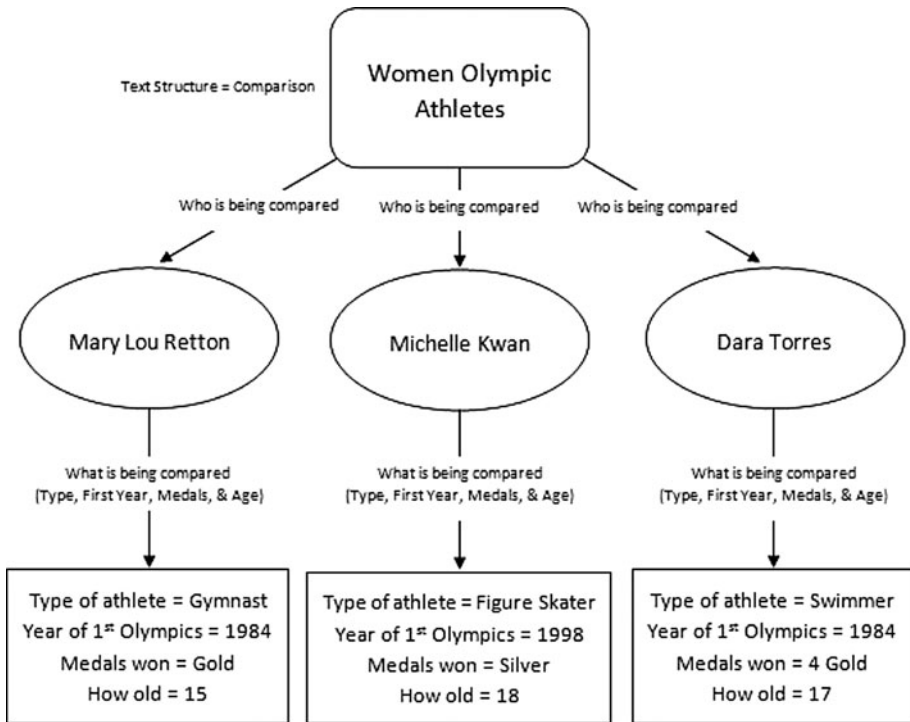 Women Olympic
Athletes
Text Structure = Comparison
Who is being compared
Who is being compared
Who is being compared
Mary Lou Retton
Michelle Kwan
Dara Torres
What is being compared
(Type, First Year, Medals, & Age)
What is being compared
(Type, First Year, Medals, & Age)
What is being compared
(Type, First Year, Medals, & Age)
Type of athlete = Gymnast
Year of 1st Olympics = 1984
Medals won = Gold
How old = 15
Type of athlete = Figure Skater
Year of 1st Olympics = 1998
Medals won = Silver
How old = 18
Type of athlete = Swimmer
Year of 1st Olympics = 1984
Medals won = 4 Gold
How old = 17